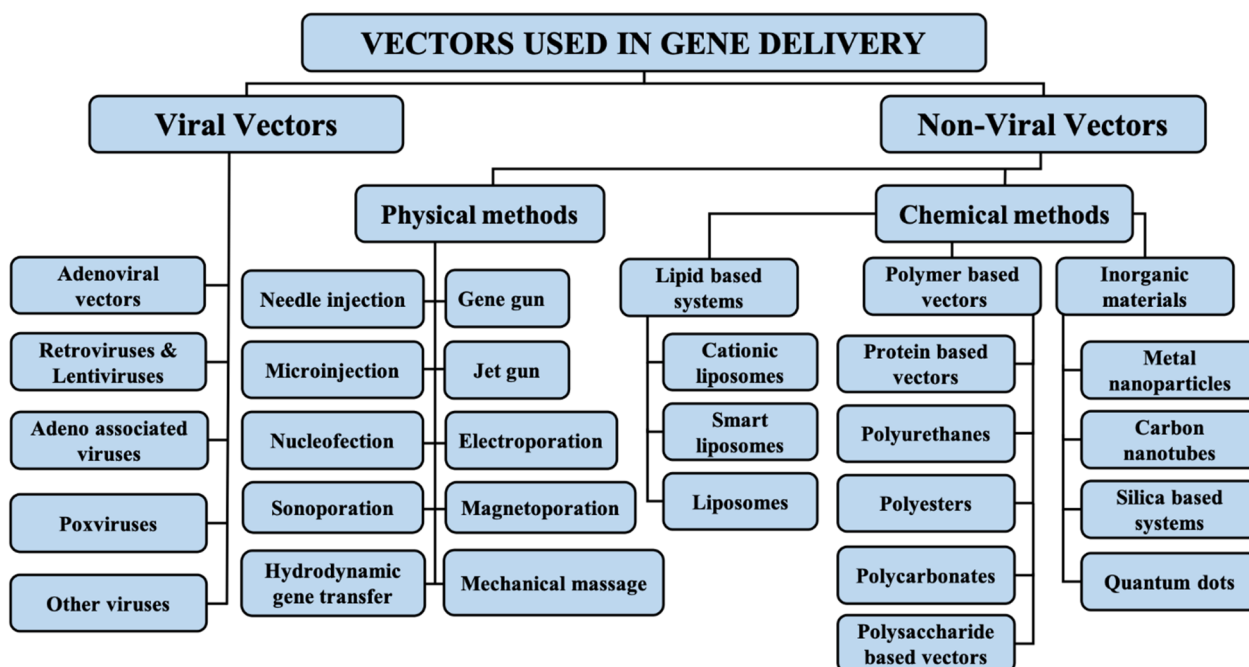 VECTORS USED IN GENE DELIVERY
Viral Vectors
Non-Viral Vectors
Physical methods
Chemical methods
Adenoviral
vectors
Retroviruses &
Lentiviruses
Adeno associated
viruses
Poxviruses
Other viruses
Needle injection
Gene gun
Microinjection
Jet gun
Nucleofection
Electroporation
Sonoporation
Magnetoporation
Hydrodynamic
gene transfer
Mechanical massage
Lipid based
systems
Cationic
liposomes
Smart
liposomes
Liposomes
Polymer based
vectors
Protein based
vectors
Polyurethanes
Polyesters
Polycarbonates
Polysaccharide
based vectors
Inorganic
materials
Metal
nanoparticles
Carbon
nanotubes
Silica based
systems
Quantum dots